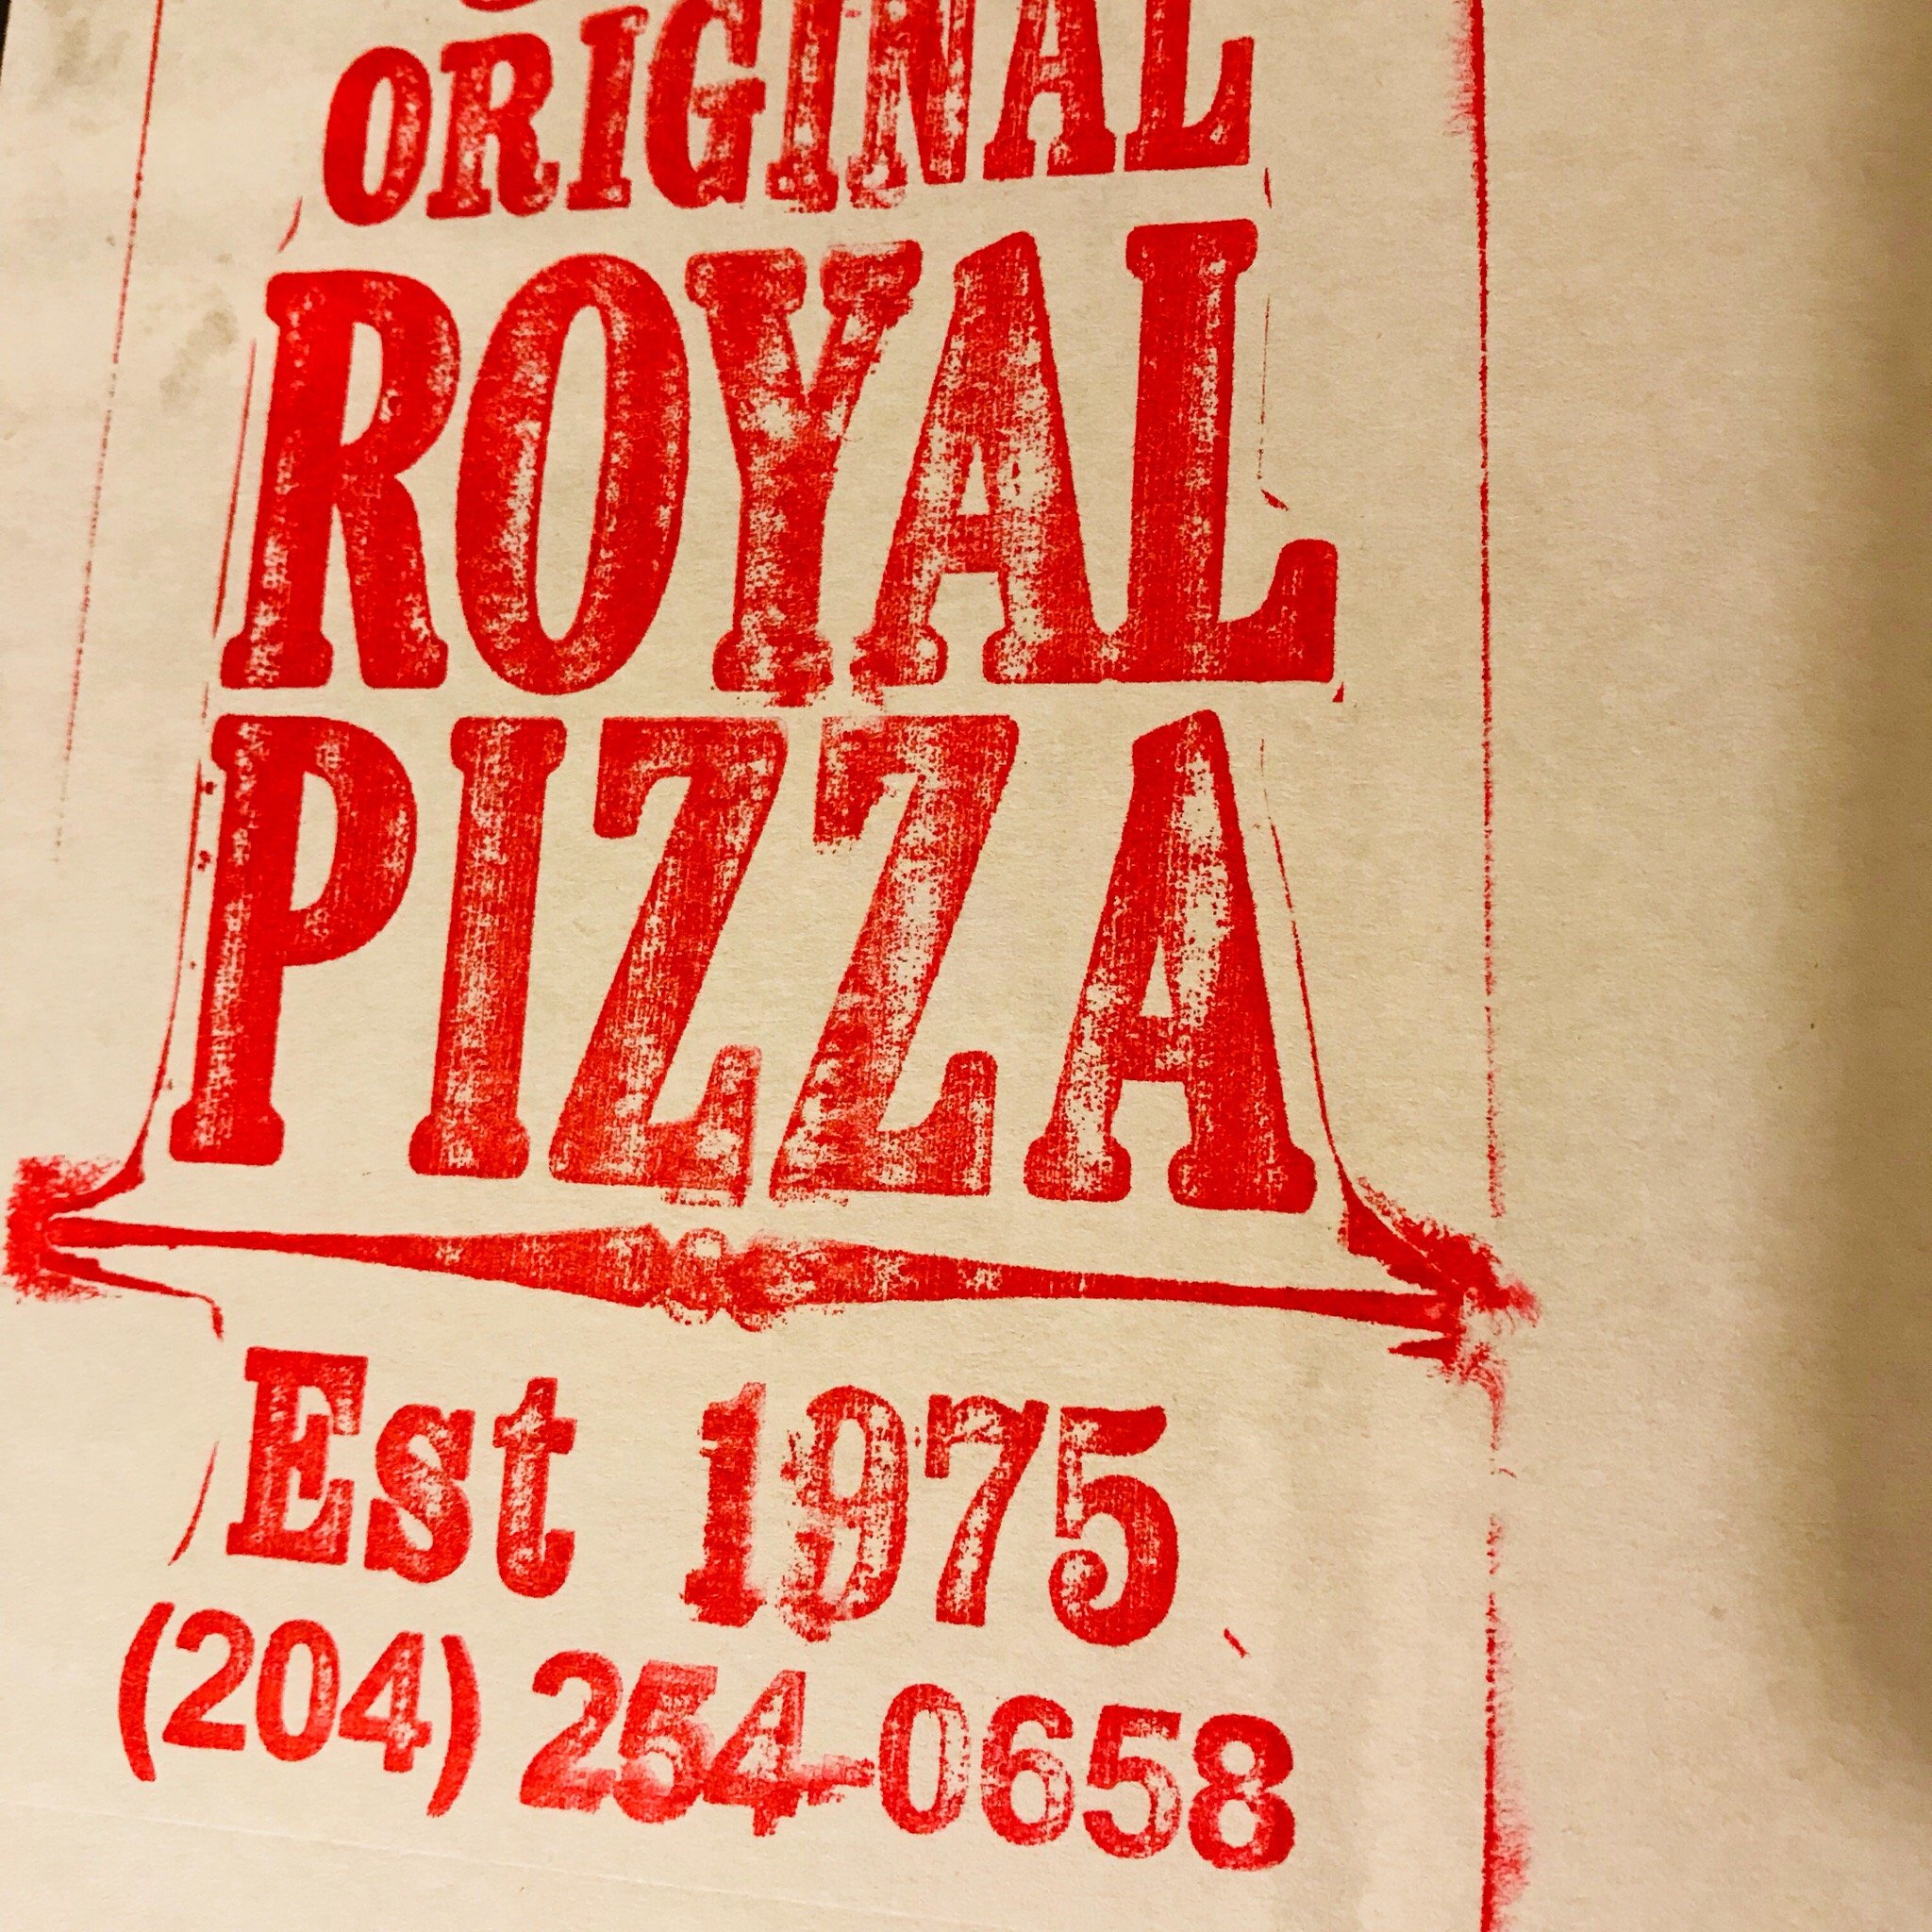 ORIGINAL
ROYAL
PIZZA
Est 1975
(204) 254-0658